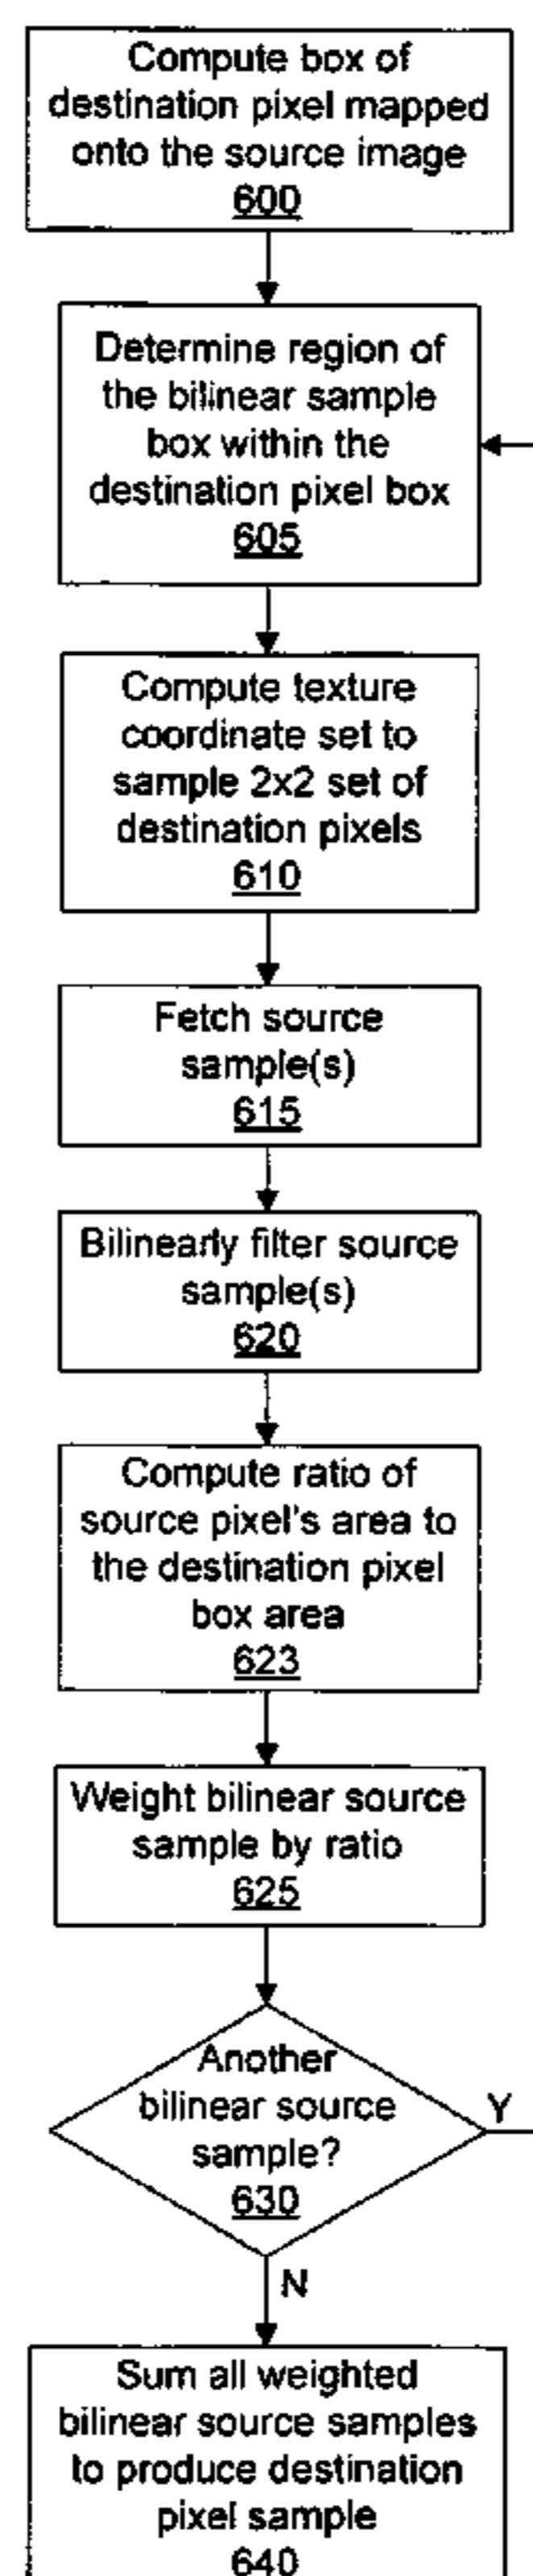 Compute box of
destination pixel mapped
onto the source image
600
Determine region of
the bilinear sample
box within the
destination pixel box
605
Compute texture
coordinate set to
sample 2x2 set of
destination pixels
610
Fetch source
sample(s)
615
Bilinearly filter source
sample(s)
620
Compute ratio of
source pixel's area to
the destination pixel
box area
623
Weight bilinear source
sample by ratio
625
Another
bilinear source
sample?
630
Y
N
Sum all weighted
bilinear source samples
to produce destination
pixel sample
640